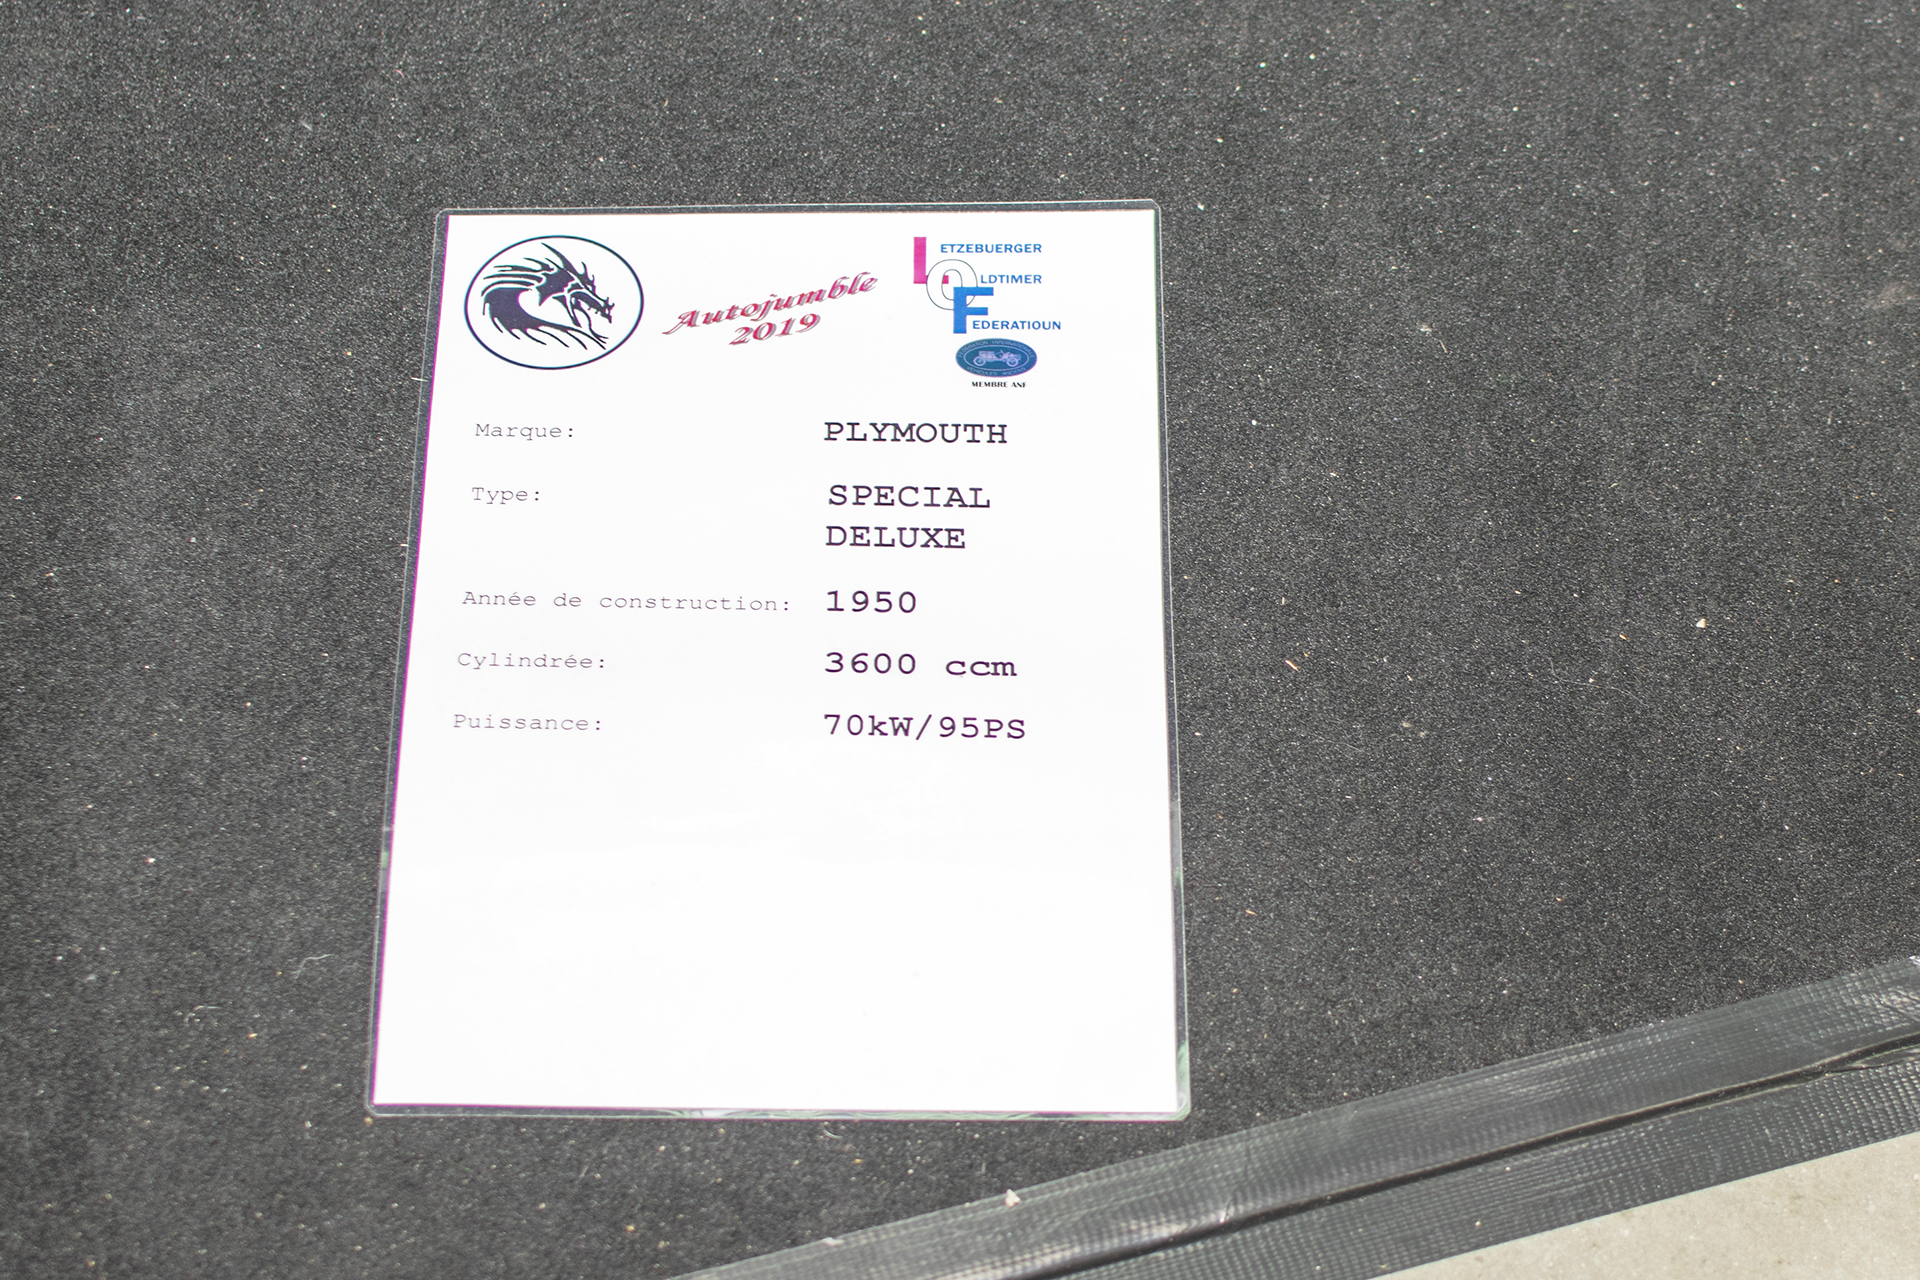 Autojumble
2019
LETZEBUERGER
OLDTIMER
FEDERATIOUN
MEMBRE
Marque: PLYMOUTH
Type: SPECIAL
DELUXE
Année de construction: 1950
Cylindrée: 3600 ccm
Puissance: 70kW/95PS